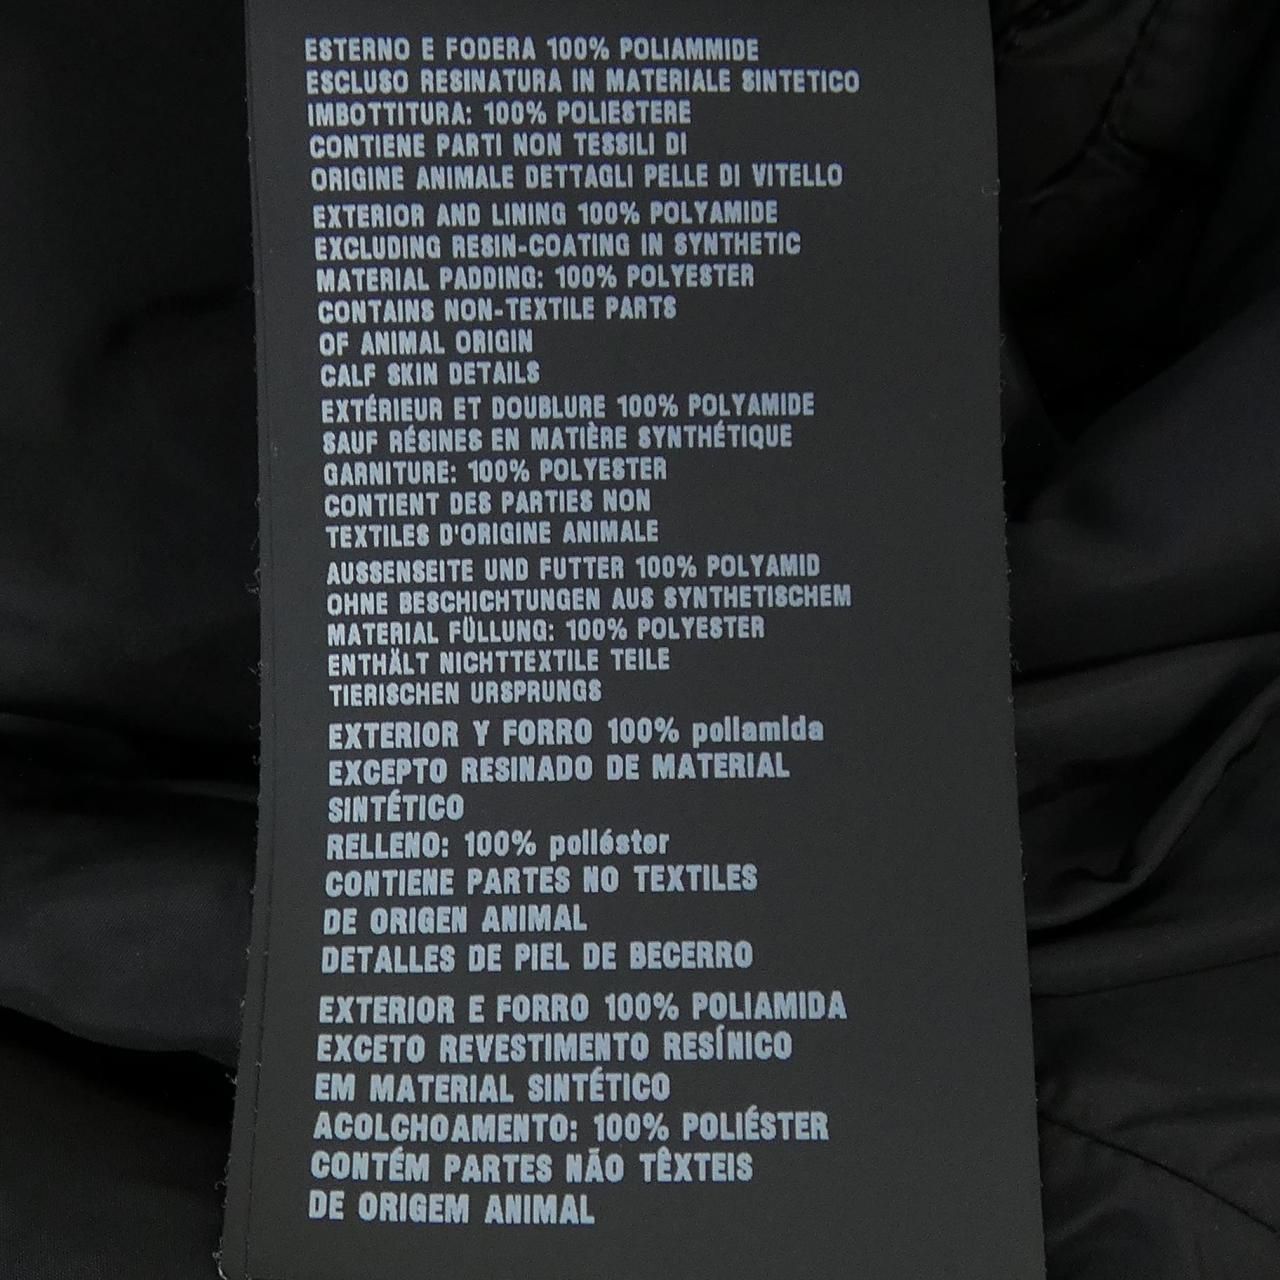 ESTERNO E FODERA 100% POLIAMMIDE
ESCLUSO RESINATURA IN MATERIALE SINTETICO
IMBOTTITURA: 100% POLIESTERE
CONTIENE PARTI NON TESSILI DI
ORIGINE ANIMALE DETTAGLI PELLE DI VITELLO
EXTERIOR AND LINING 100% POLYAMIDE
EXCLUDING RESIN-COATING IN SYNTHETIC
MATERIAL PADDING: 100% POLYESTER
CONTAINS NON-TEXTILE PARTS
OF ANIMAL ORIGIN
CALF SKIN DETAILS
EXTÉRIEUR ET DOUBLURE 100% POLYAMIDE
SAUF RÉSINES EN MATIÈRE SYNTHÉTIQUE
GARNITURE: 100% POLYESTER
CONTIENT DES PARTIES NON
TEXTILES D'ORIGINE ANIMALE
AUSSENSEITE UND FUTTER 100% POLYAMID
OHNE BESCHICHTUNGEN AUS SYNTHETISCHEM
MATERIAL FÜLLUNG: 100% POLYESTER
ENTHÄLT NICHTTEXTILE TEILE
TIERISCHEN URSPRUNGS
EXTERIOR Y FORRO 100% poliamida
EXCEPTO RESINADO DE MATERIAL
SINTÉTICO
RELLENO: 100% poliéster
CONTIENE PARTES NO TEXTILES
DE ORIGEN ANIMAL
DETALLES DE PIEL DE BECERRO
EXTERIOR E FORRO 100% POLIAMIDA
EXCETO REVESTIMENTO RESÍNICO
EM MATERIAL SINTÉTICO
ACOLCHOAMENTO: 100% POLIÉSTER
CONTÉM PARTES NÃO TÊXTEIS
DE ORIGEM ANIMAL